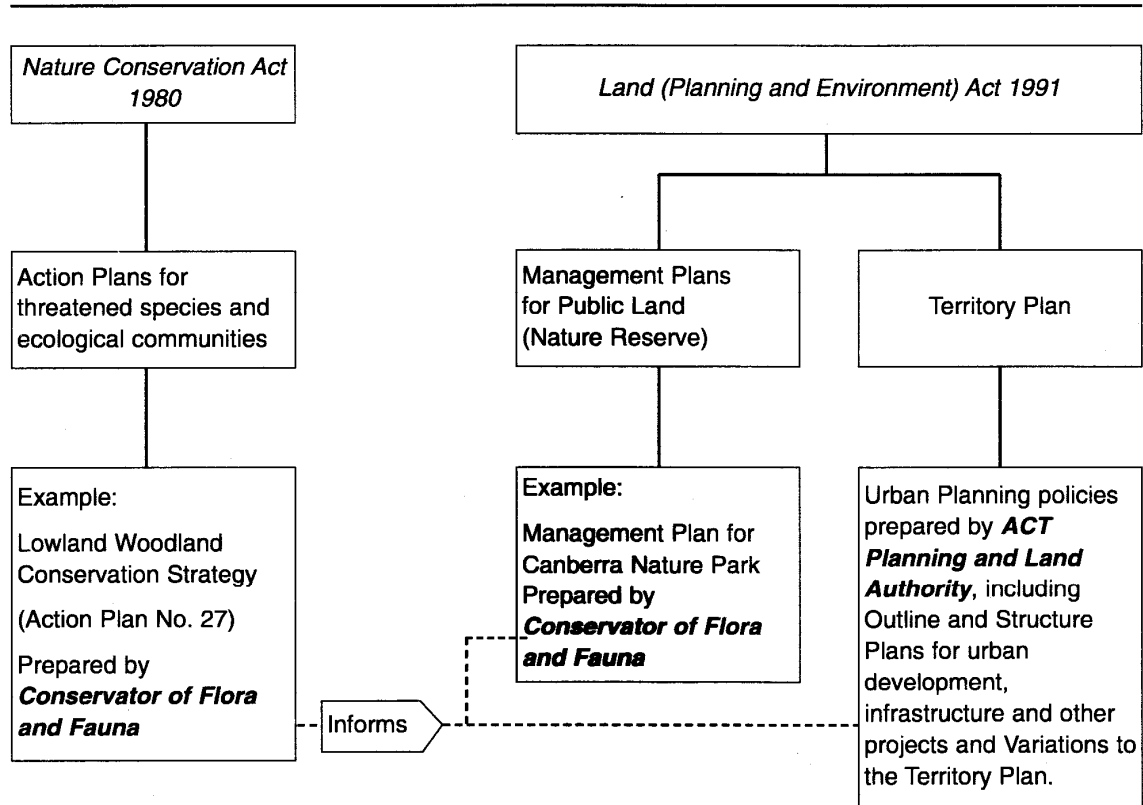 Nature Conservation Act
1980
Land (Planning and Environment) Act 1991
Action Plans for
threatened species and
ecological communities
Management Plans
for Public Land
(Nature Reserve)
Territory Plan
Example:
Lowland Woodland
Conservation Strategy
(Action Plan No. 27)
Prepared by
Conservator of Flora
and Fauna
Informs
Example:
Management Plan for
Canberra Nature Park
Prepared by
Conservator of Flora
and Fauna
Urban Planning policies
prepared by ACT
Planning and Land
Authority, including
Outline and Structure
Plans for urban
development,
infrastructure and other
projects and Variations to
the Territory Plan.